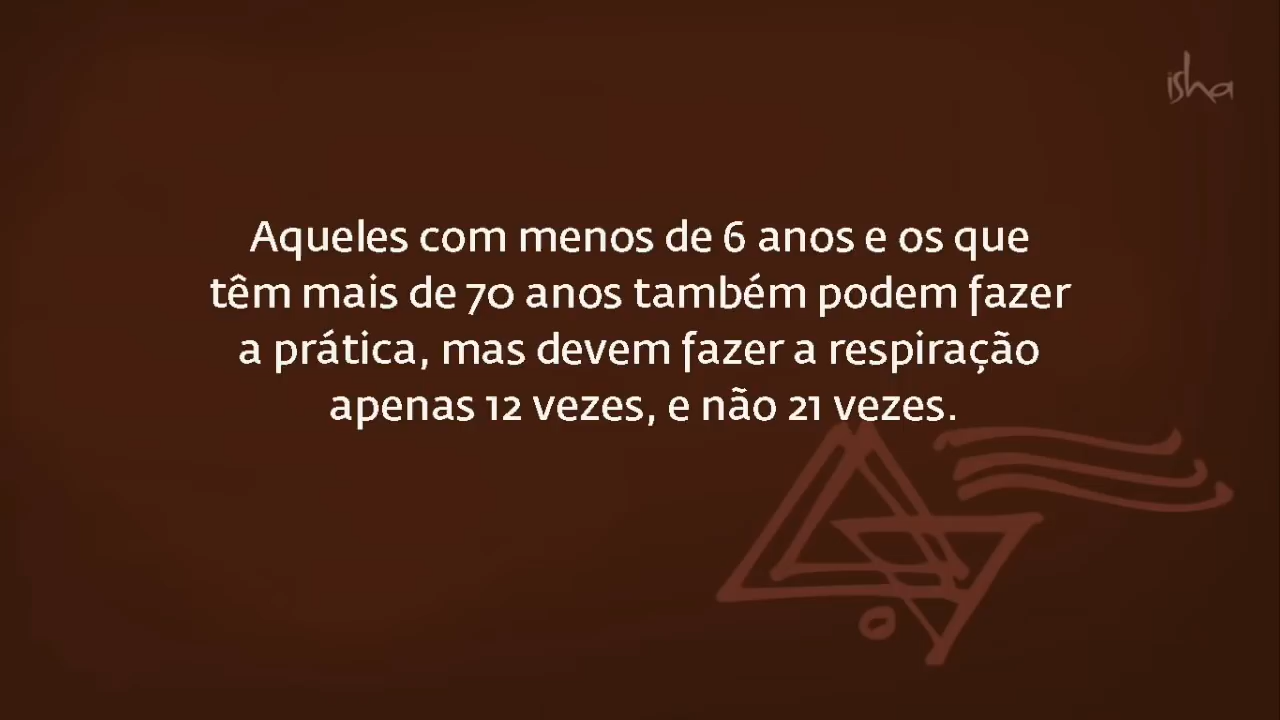 isha
Aqueles com menos de 6 anos e os que
têm mais de 70 anos também podem fazer
a prática, mas devem fazer a respiração
apenas 12 vezes, e não 21 vezes.